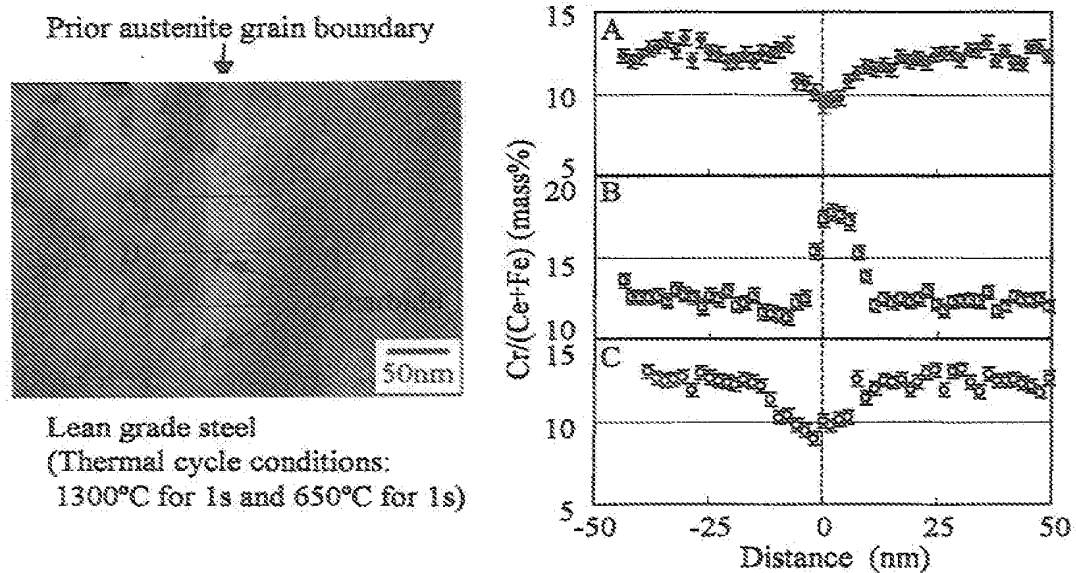 Prior austenite grain boundary
50nm
Lean grade steel
(Thermal cycle conditions:
1300°C for 1s and 650°C for 1s)
Cr/(Ce+Fe) (mass%)
15
A
10
5
20
B
15
10
15
C
10
5
-50 -25 0 25 50
Distance (nm)